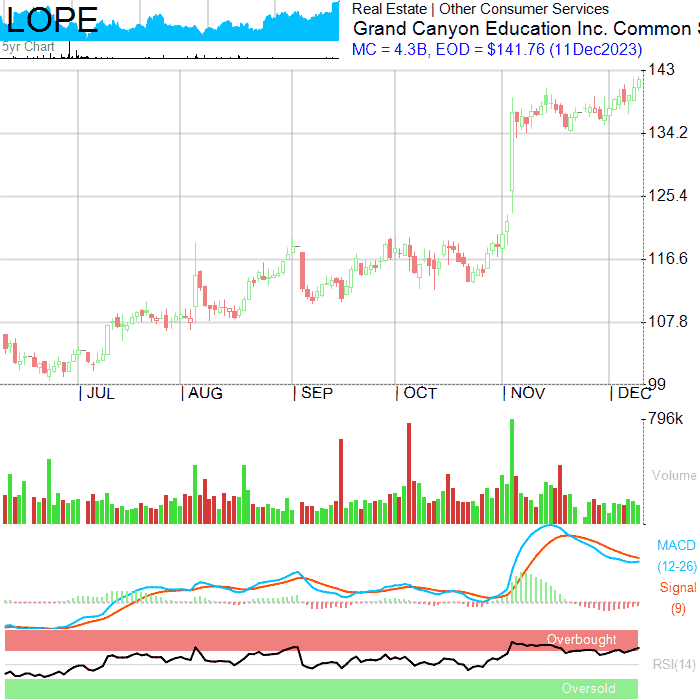 LOPE
5yr Chart
Real Estate | Other Consumer Services
Grand Canyon Education Inc. Common S
MC = 4.3B, EOD = $141.76 (11Dec2023)
143
134.2
125.4
116.6
107.8
99
| JUL | AUG | SEP | OCT | NOV | DEC
796k
Volume
MACD
(12-26)
Signal
(9)
Overbought
RSI(14)
Oversold